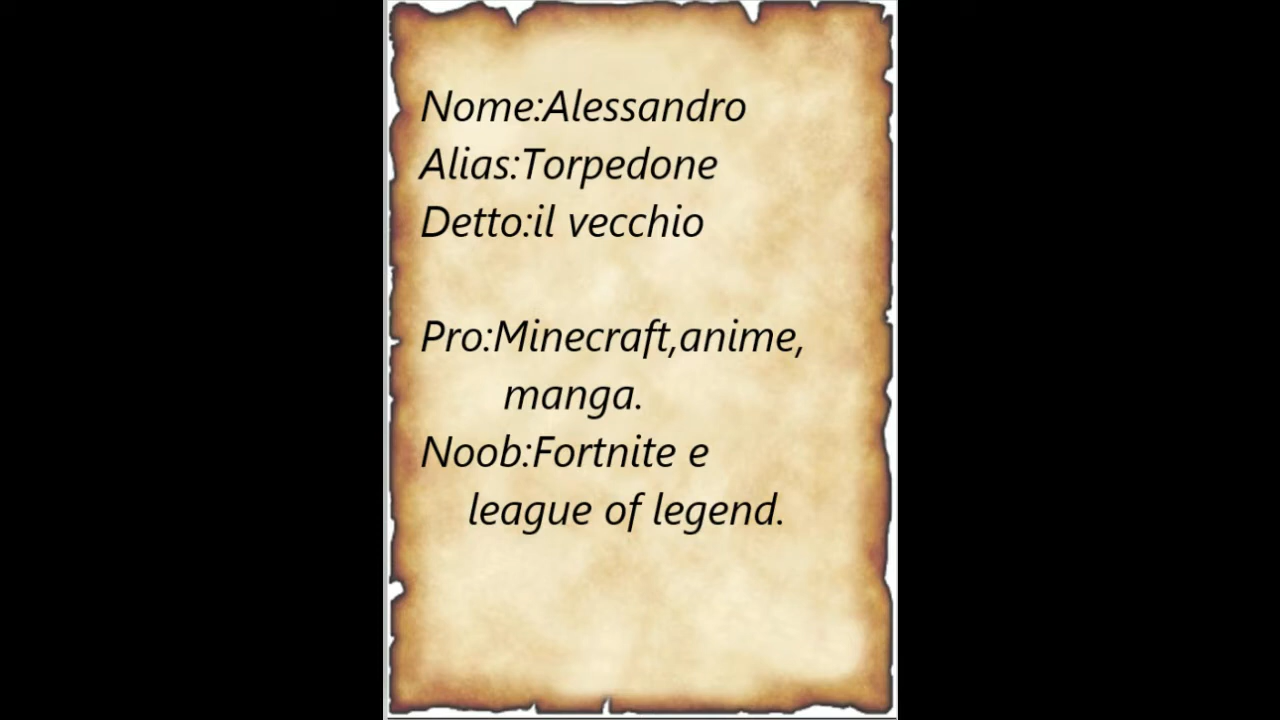 Nome:Alessandro
Alias:Torpedone
Detto:il vecchio
Pro:Minecraft,anime,
manga.
Noob:Fortnite e
league of legend.